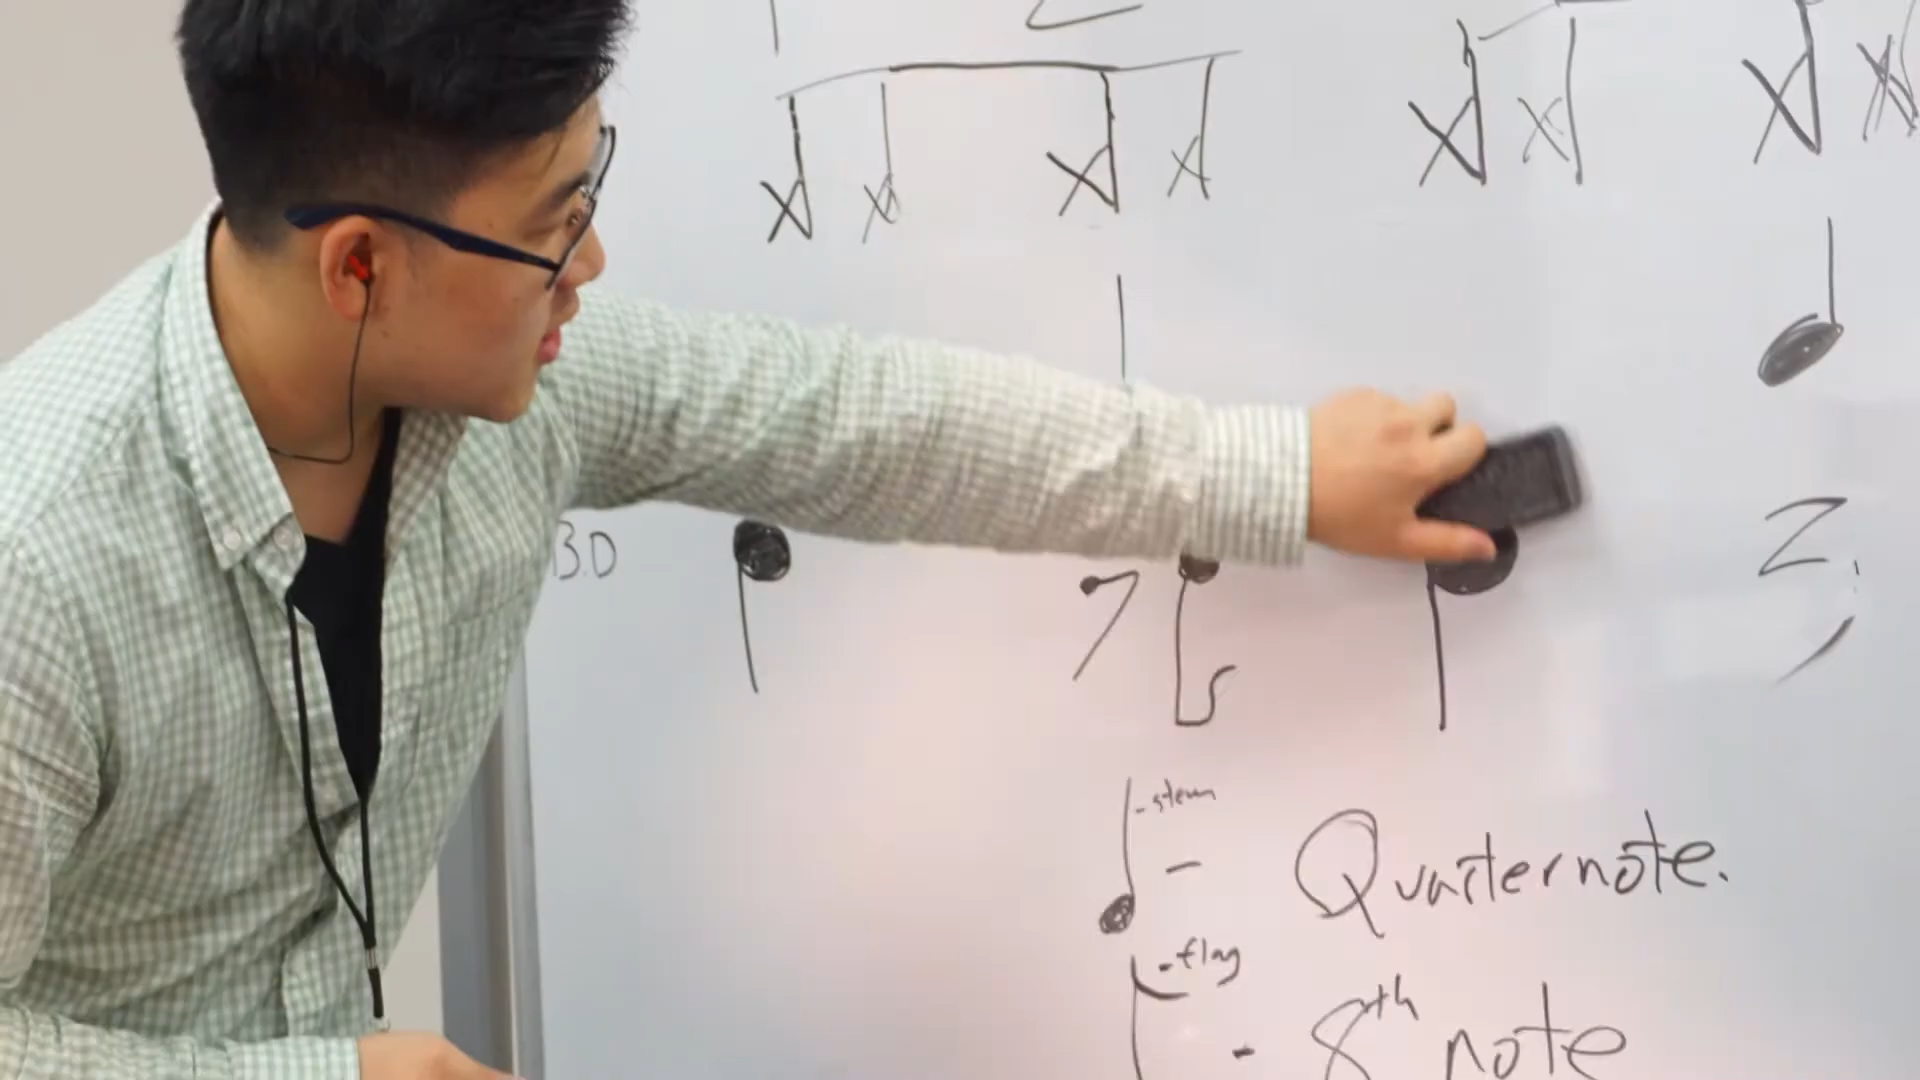 B.D
-stem
- Quarternote.
-flag
- 8th note